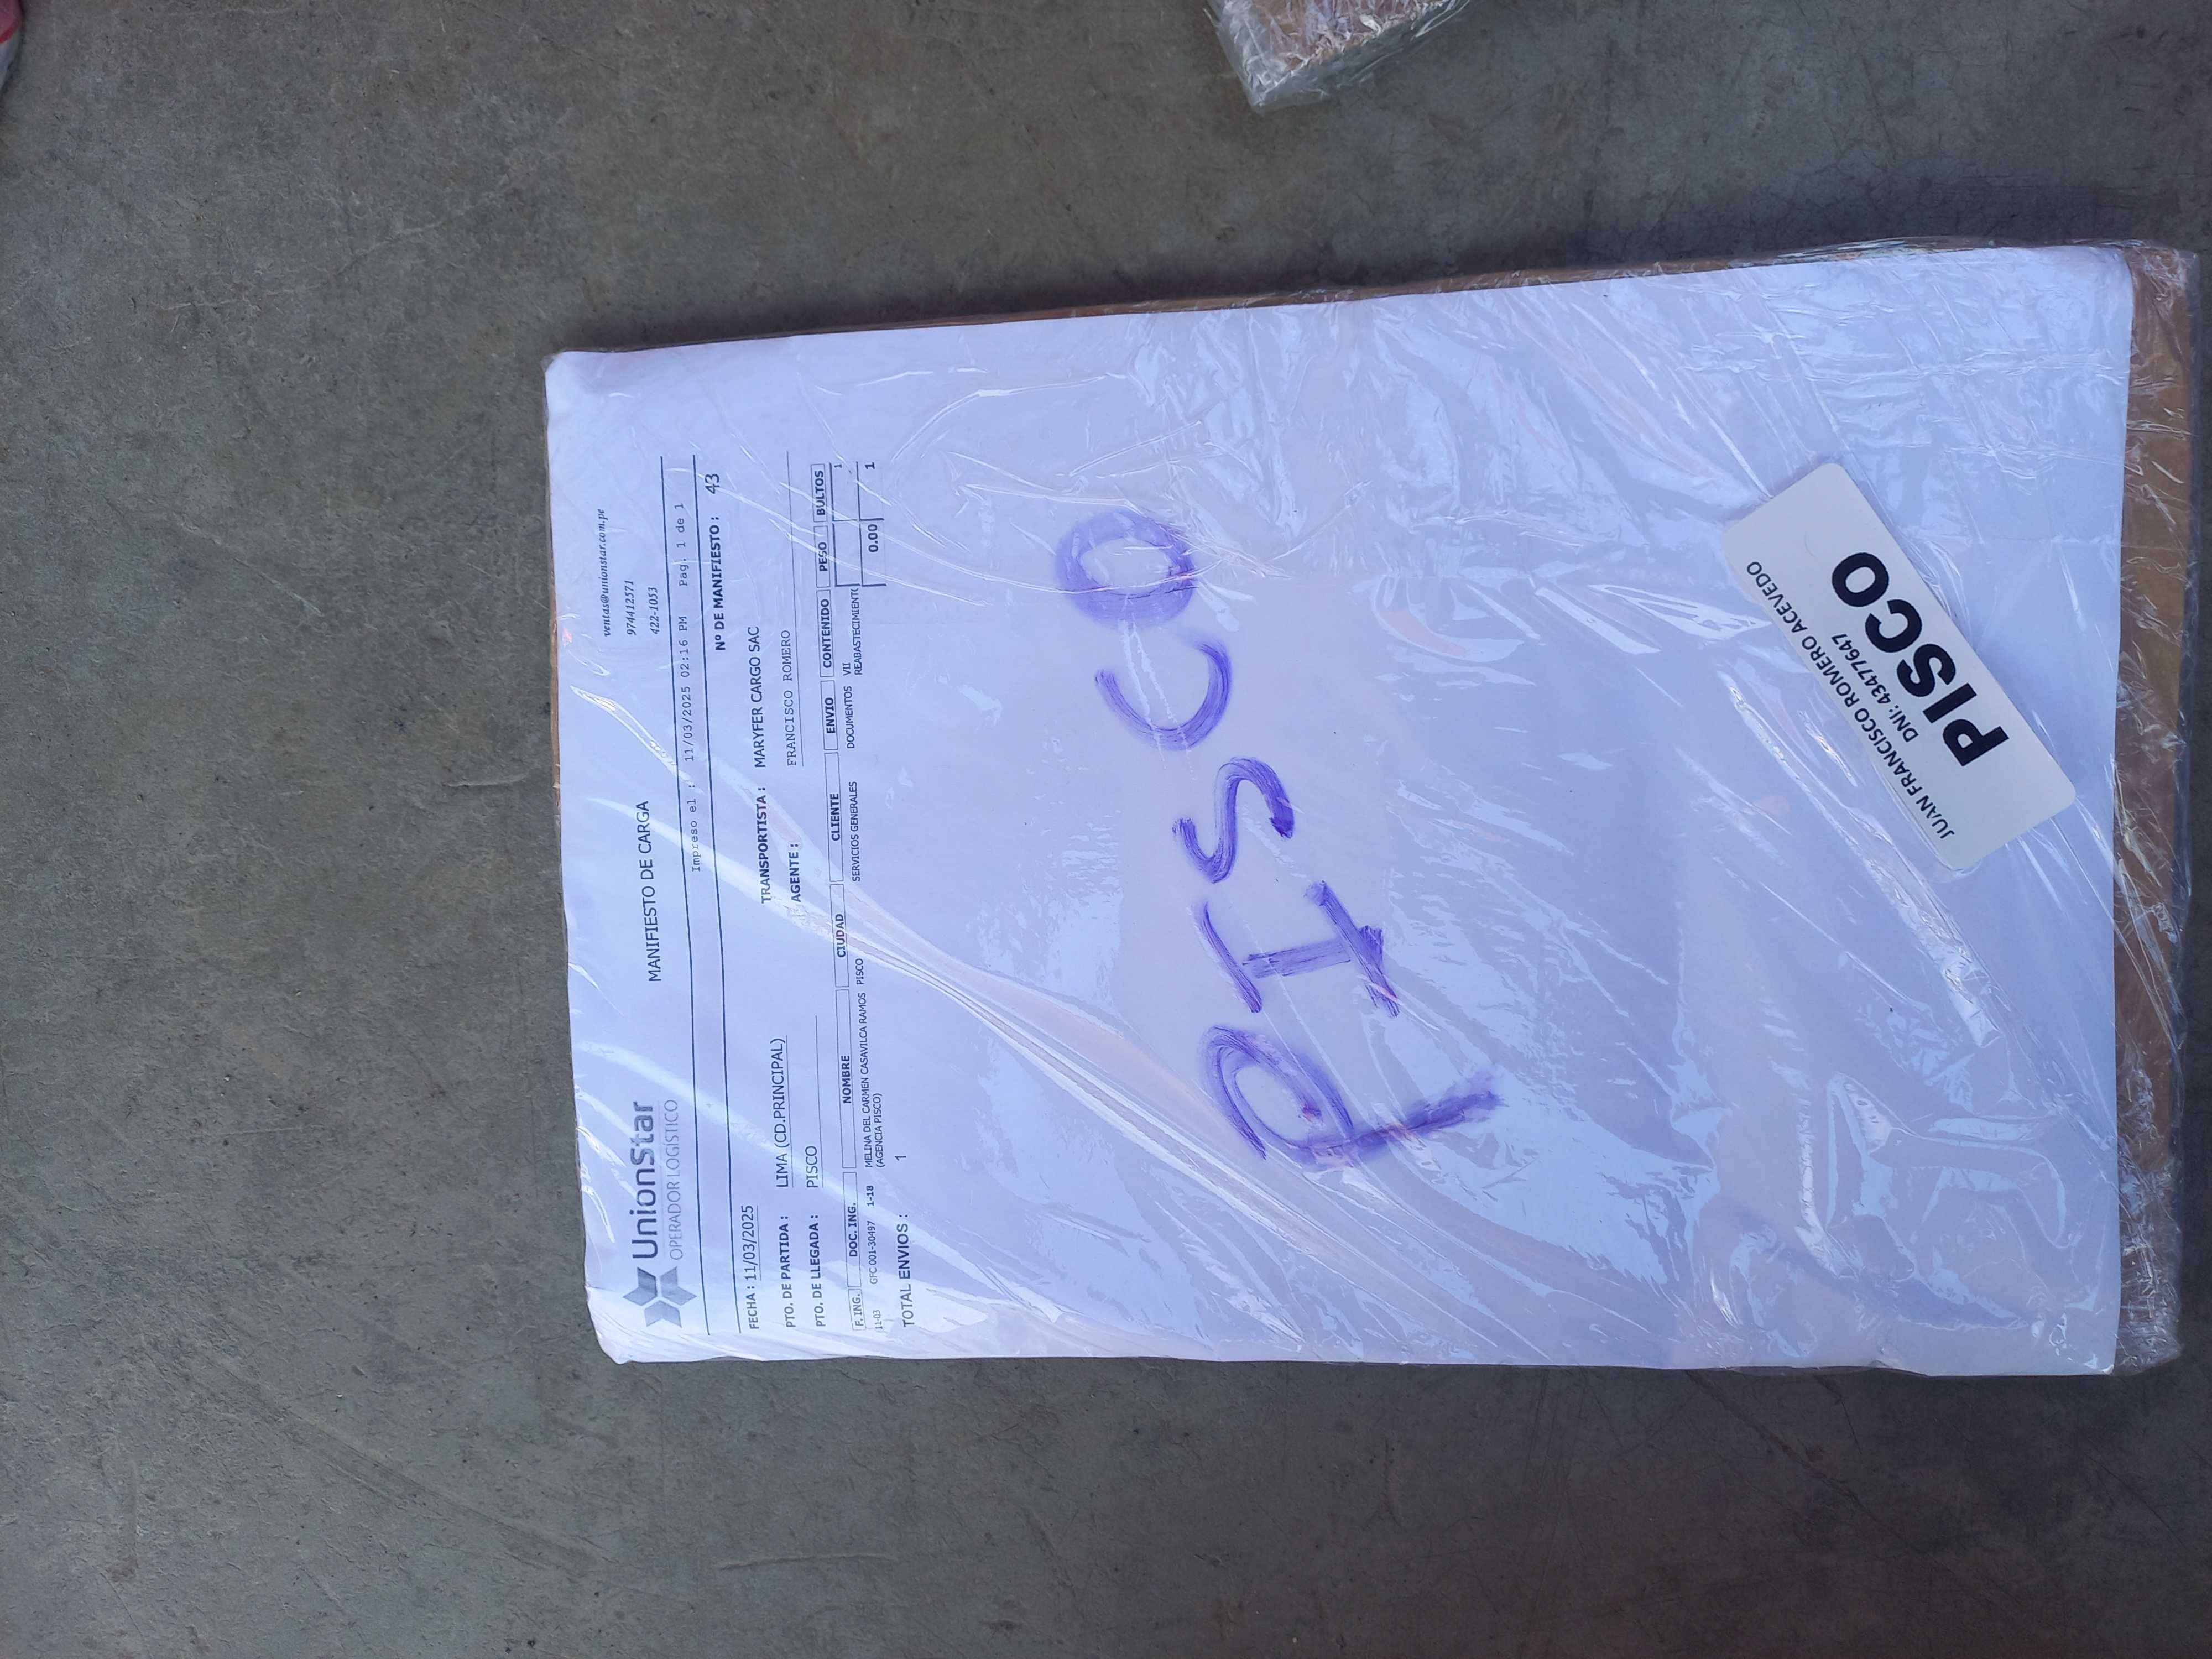 UnionStar
OPERADOR LOGÍSTICO
MANIFIESTO DE CARGA
ventas@unionstar.com.pe
974412571
422-1053
Impreso el : 11/03/2025 02:16 PM Pag. 1 de 1
FECHA : 11/03/2025 Nº DE MANIFIESTO : 43
PTO. DE PARTIDA : LIMA (CD.PRINCIPAL) TRANSPORTISTA : MARYFER CARGO SAC
PTO. DE LLEGADA : PISCO AGENTE : FRANCISCO ROMERO
F. ING. DOC. ING. NOMBRE CIUDAD CLIENTE ENVIO CONTENIDO PESO BULTOS
11-03 GFC 001-30497 1-18 MELINA DEL CARMEN CASAVILCA RAMOS PISCO SERVICIOS GENERALES DOCUMENTOS VII 1
(AGENCIA PISCO) REABASTECIMIENTO
TOTAL ENVIOS : 1 0.00 1
PISCO
JUAN FRANCISCO ROMERO ACEVEDO
DNI: 43477647
PISCO